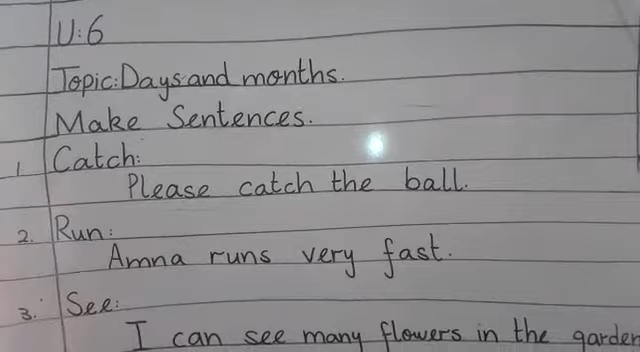 U:6
Topic: Days and months.
Make Sentences.
1 Catch:
Please catch the ball.
2. Run:
Amna runs very fast.
3. See:
I can see many flowers in the garden